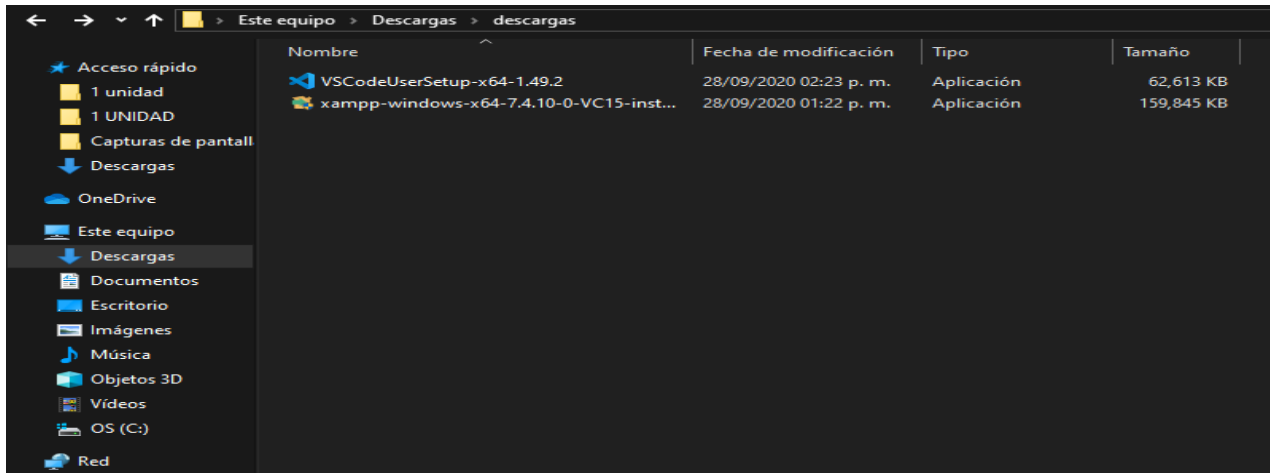 Este equipo > Descargas > descargas
Nombre Fecha de modificación Tipo Tamaño
Acceso rápido
1 unidad
1 UNIDAD
Capturas de pantall
Descargas
OneDrive
Este equipo
Descargas
Documentos
Escritorio
Imágenes
Música
Objetos 3D
Vídeos
OS (C:)
Red
VSCodeUserSetup-x64-1.49.2 28/09/2020 02:23 p. m. Aplicación 62,613 KB
xampp-windows-x64-7.4.10-0-VC15-inst... 28/09/2020 01:22 p. m. Aplicación 159,845 KB